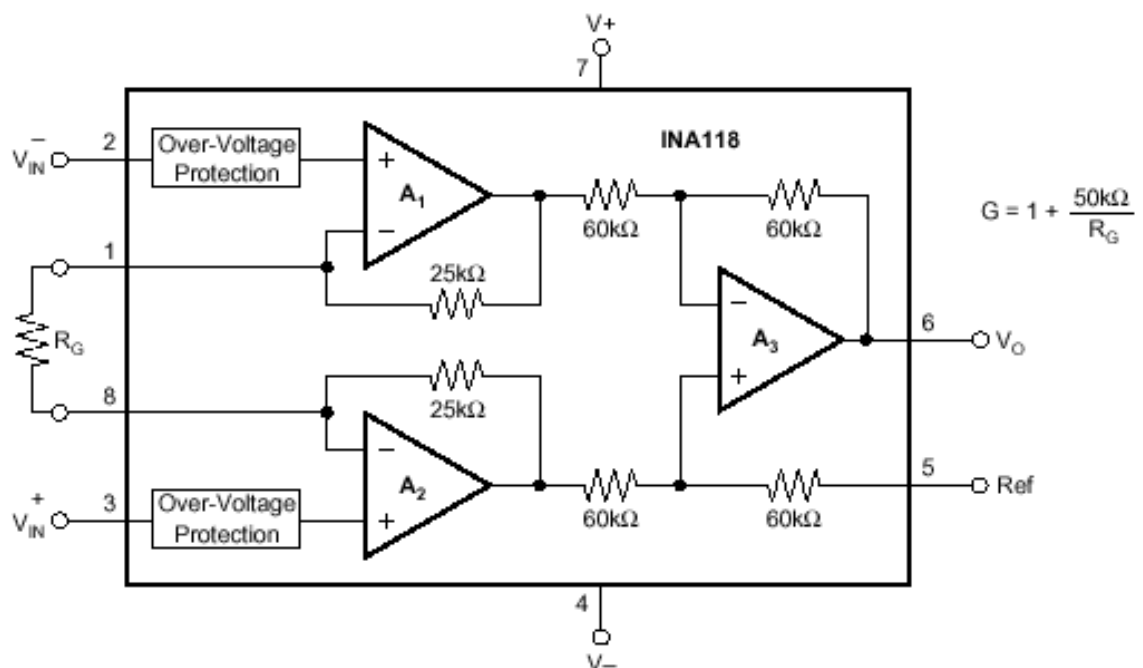 V+
7
INA118
V⁻IN
2
Over-Voltage
Protection
+
A1
−
60kΩ
60kΩ
G = 1 + 50kΩ
RG
1
25kΩ
RG
−
A3
+
6
VO
8
25kΩ
−
A2
+
5
Ref
60kΩ
60kΩ
V⁺IN
3
Over-Voltage
Protection
4
V–